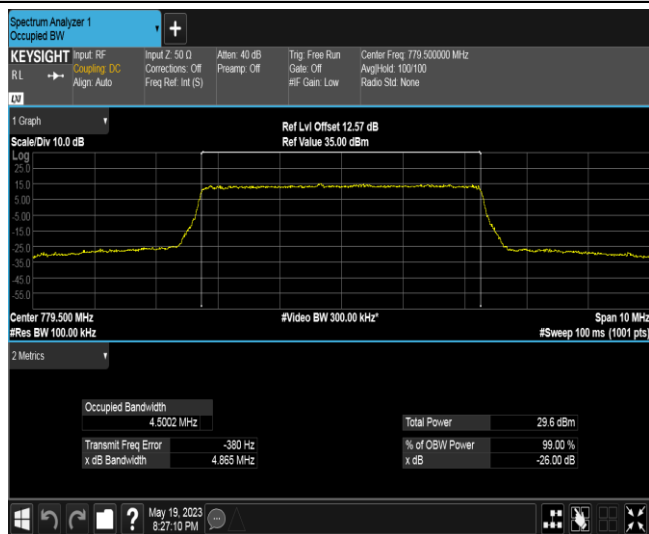 Spectrum Analyzer 1
Occupied BW
+
KEYSIGHT
RL
LXI
Input: RF
Coupling: DC
Align: Auto
Input Z: 50 Ω
Corrections: Off
Freq Ref: Int (S)
Atten: 40 dB
Preamp: Off
Trig: Free Run
Gate: Off
#IF Gain: Low
Center Freq: 779.500000 MHz
Avg|Hold: 100/100
Radio Std: None
1 Graph
Scale/Div 10.0 dB
Ref Lvl Offset 12.57 dB
Ref Value 35.00 dBm
Log
25.0
15.0
5.00
-5.00
-15.0
-25.0
-35.0
-45.0
-55.0
Center 779.500 MHz
#Video BW 300.00 kHz*
Span 10 MHz
#Res BW 100.00 kHz
#Sweep 100 ms (1001 pts)
2 Metrics
Occupied Bandwidth
4.5002 MHz
Total Power 29.6 dBm
Transmit Freq Error -380 Hz
% of OBW Power 99.00 %
x dB Bandwidth 4.865 MHz
x dB -26.00 dB
?
May 19, 2023
8:27:10 PM